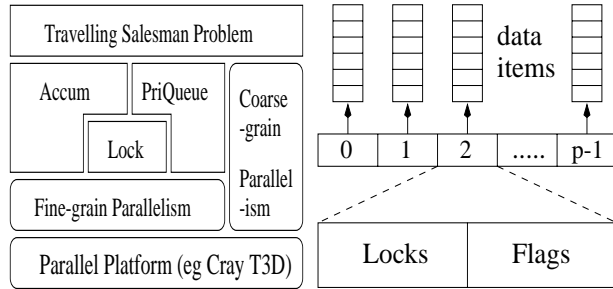 Travelling Salesman Problem
Accum
PriQueue
Lock
Coarse
-grain
Parallel
-ism
Fine-grain Parallelism
Parallel Platform (eg Cray T3D)
data
items
0 1 2 ..... p-1
Locks Flags